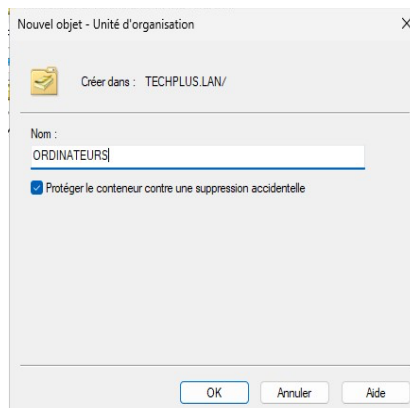 Nouvel objet - Unité d'organisation
Créer dans : TECHPLUS.LAN/
Nom :
ORDINATEURS
Protéger le conteneur contre une suppression accidentelle
OK Annuler Aide